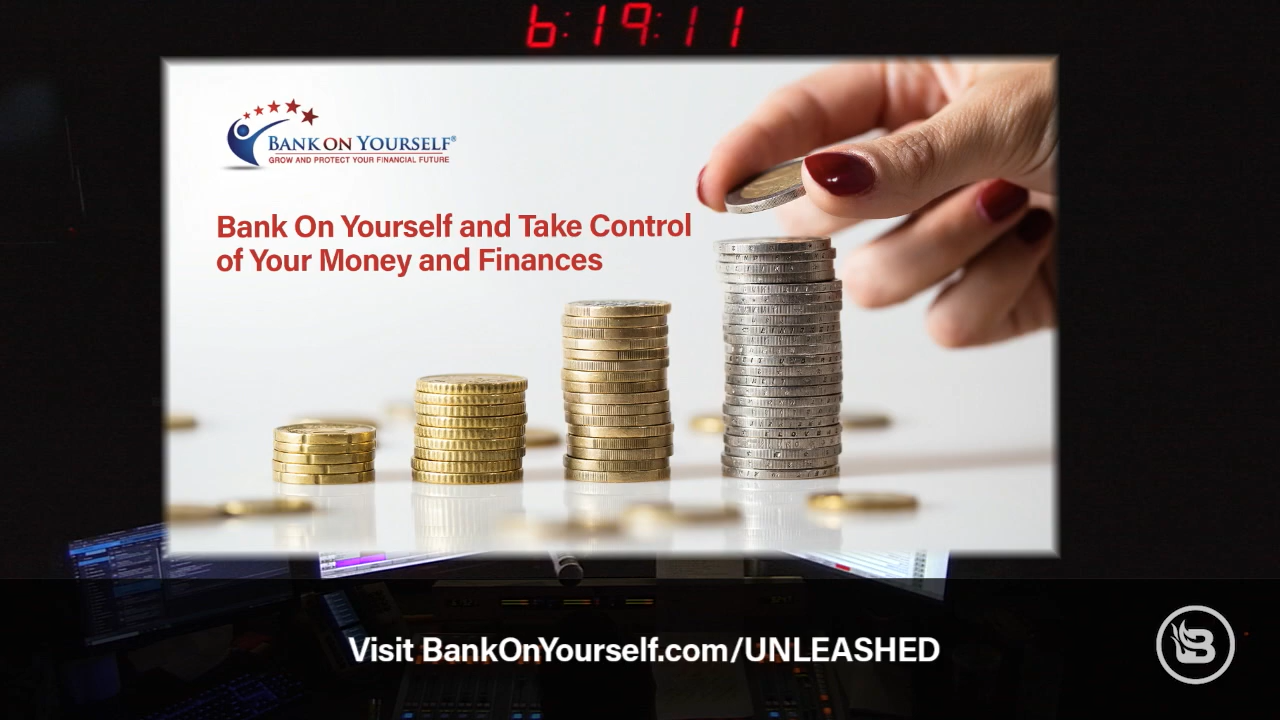 6:19:11
BANK ON YOURSELF®
GROW AND PROTECT YOUR FINANCIAL FUTURE
Bank On Yourself and Take Control
of Your Money and Finances
Visit BankOnYourself.com/UNLEASHED
B